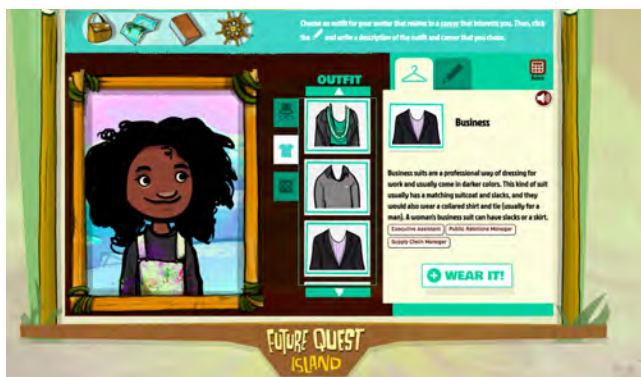 Choose an outfit for your avatar that relates to a career that interests you. Then, click
the and write a description of the outfit and career that you chose.
OUTFIT
Business
Business suits are a professional way of dressing for
work and usually come in darker colors. This kind of suit
usually has a matching suitcoat and slacks, and they
would also wear a collared shirt and tie (usually for a
man). A woman's business suit can have slacks or a skirt.
Executive Assistant Public Relations Manager
Supply Chain Manager
WEAR IT!
FUTURE QUEST
ISLAND